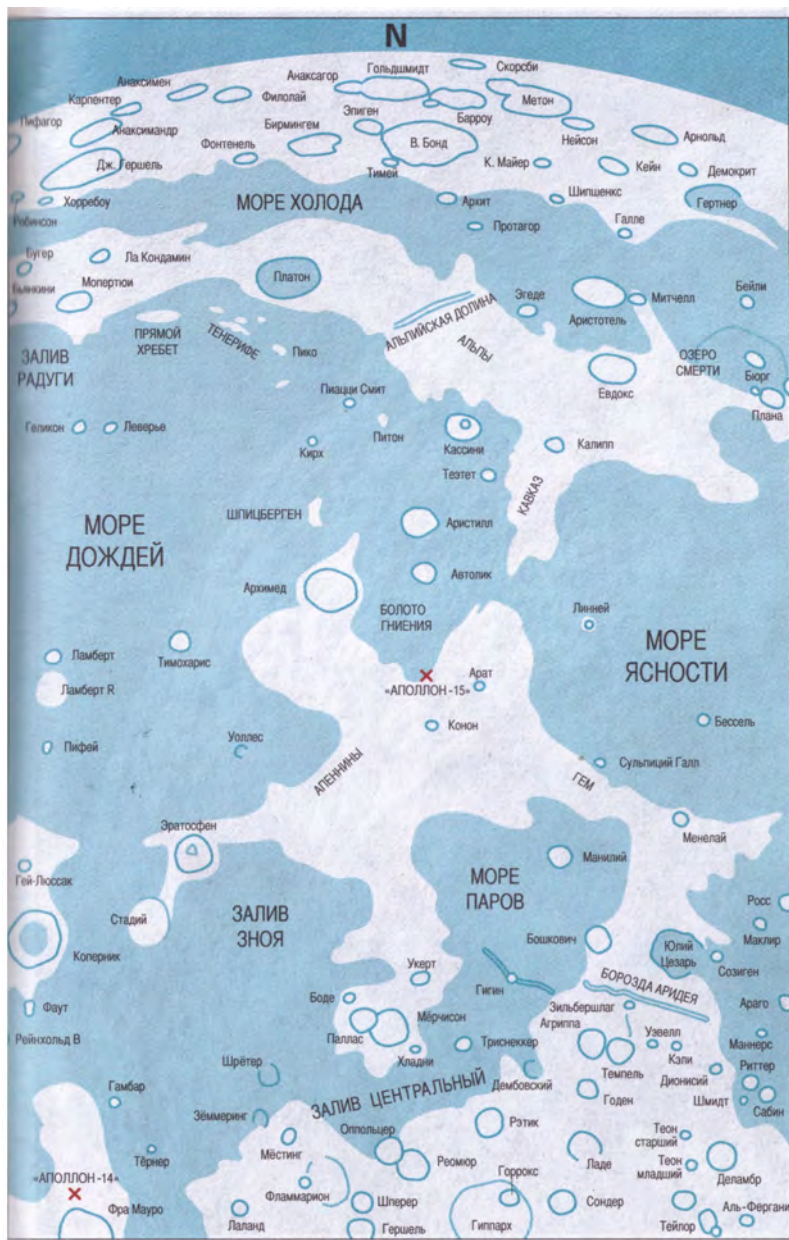 N
Скорсби
Гольдшмидт
Анаксагор
Анаксимен
Метон
Филолай
Карпентер
Эпиген
Барроу
Пифагор
Анаксимандр
Бирмингем
Нейсон
Арнольд
Фонтенель
В. Бонд
Дж. Гершель
Тимей
К. Майер
Кейн
Демокрит
Хорребоу
МОРЕ ХОЛОДА
Архит
Шипшенкс
Гертнер
Робинсон
Протагор
Галле
Бугер
Ла Кондамин
Платон
Мопертюи
Бьянкини
Эгеде
Митчелл
Бейли
АЛЬПИЙСКАЯ ДОЛИНА
Аристотель
ПРЯМОЙ
ХРЕБЕТ
ТЕНЕРИФЕ
Пико
АЛЬПЫ
ЗАЛИВ
РАДУГИ
ОЗЕРО
СМЕРТИ
Бюрг
Евдокс
Пиацци Смит
Плана
Геликон
Леверье
Питон
Кирх
Кассини
Калипп
Теэтет
КАВКАЗ
ШПИЦБЕРГЕН
МОРЕ
ДОЖДЕЙ
Аристилл
Автолик
Архимед
БОЛОТО
ГНИЕНИЯ
Линней
МОРЕ
ЯСНОСТИ
Ламберт
Тимохарис
Арат
Ламберт R
«АПОЛЛОН -15»
Конон
Бессель
Пифей
Уоллес
Сульпиций Галл
АПЕННИНЫ
ГЕМ
Эратосфен
Менелай
Манилий
Гей-Люссак
МОРЕ
ПАРОВ
Росс
Стадий
ЗАЛИВ
ЗНОЯ
Бошкович
Юлий
Цезарь
Маклир
Коперник
Созиген
Укерт
БОРОЗДА АРИДЕЯ
Гигин
Боде
Зильбершлаг
Араго
Фаут
Мёрчисон
Агриппа
Уэвелл
Рейнхольд В
Паллас
Триснеккер
Маннерс
Хладни
Кэли
Шрётер
Темпель
Риттер
Дембовский
Дионисий
Гамбар
ЗАЛИВ ЦЕНТРАЛЬНЫЙ
Годен
Шмидт
Сабин
Зёммеринг
Оппольцер
Рэтик
Теон
старший
Мёстинг
Тёрнер
Реомюр
Ладе
Теон
младший
Горрокс
Деламбр
«АПОЛЛОН -14»
Фламмарион
Шперер
Сондер
Фра Мауро
Аль-Фергани
Лаланд
Гершель
Гиппарх
Тейлор